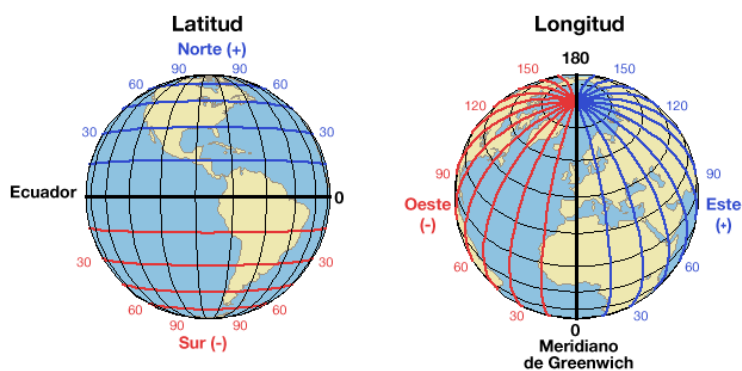 Latitud
Norte (+)
90 90
60 60
30 30
Ecuador 0
30 30
60 60
90 90
Sur (-)
Longitud
180
150 150
120 120
90 90
Oeste
(-)
Este
(+)
60 60
30 30
0
Meridiano
de Greenwich